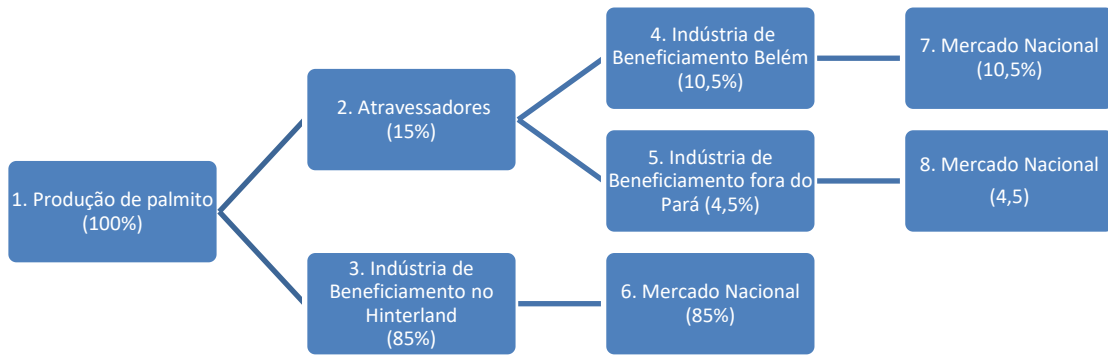 1. Produção de palmito
(100%)
2. Atravessadores
(15%)
3. Indústria de
Beneficiamento no
Hinterland
(85%)
4. Indústria de
Beneficiamento Belém
(10,5%)
5. Indústria de
Beneficiamento fora do
Pará (4,5%)
6. Mercado Nacional
(85%)
7. Mercado Nacional
(10,5%)
8. Mercado Nacional
(4,5)